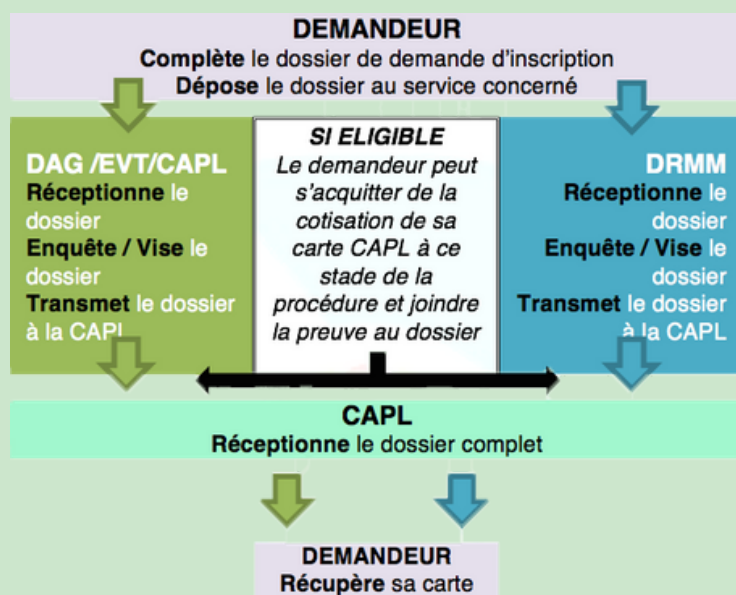 DEMANDEUR
Complète le dossier de demande d'inscription
Dépose le dossier au service concerné
DAG /EVT/CAPL
Réceptionne le
dossier
Enquête / Vise le
dossier
Transmet le dossier
à la CAPL
SI ELIGIBLE
Le demandeur peut
s'acquitter de la
cotisation de sa
carte CAPL à ce
stade de la
procédure et joindre
la preuve au dossier
DRMM
Réceptionne le
dossier
Enquête / Vise le
dossier
Transmet le dossier
à la CAPL
CAPL
Réceptionne le dossier complet
DEMANDEUR
Récupère sa carte